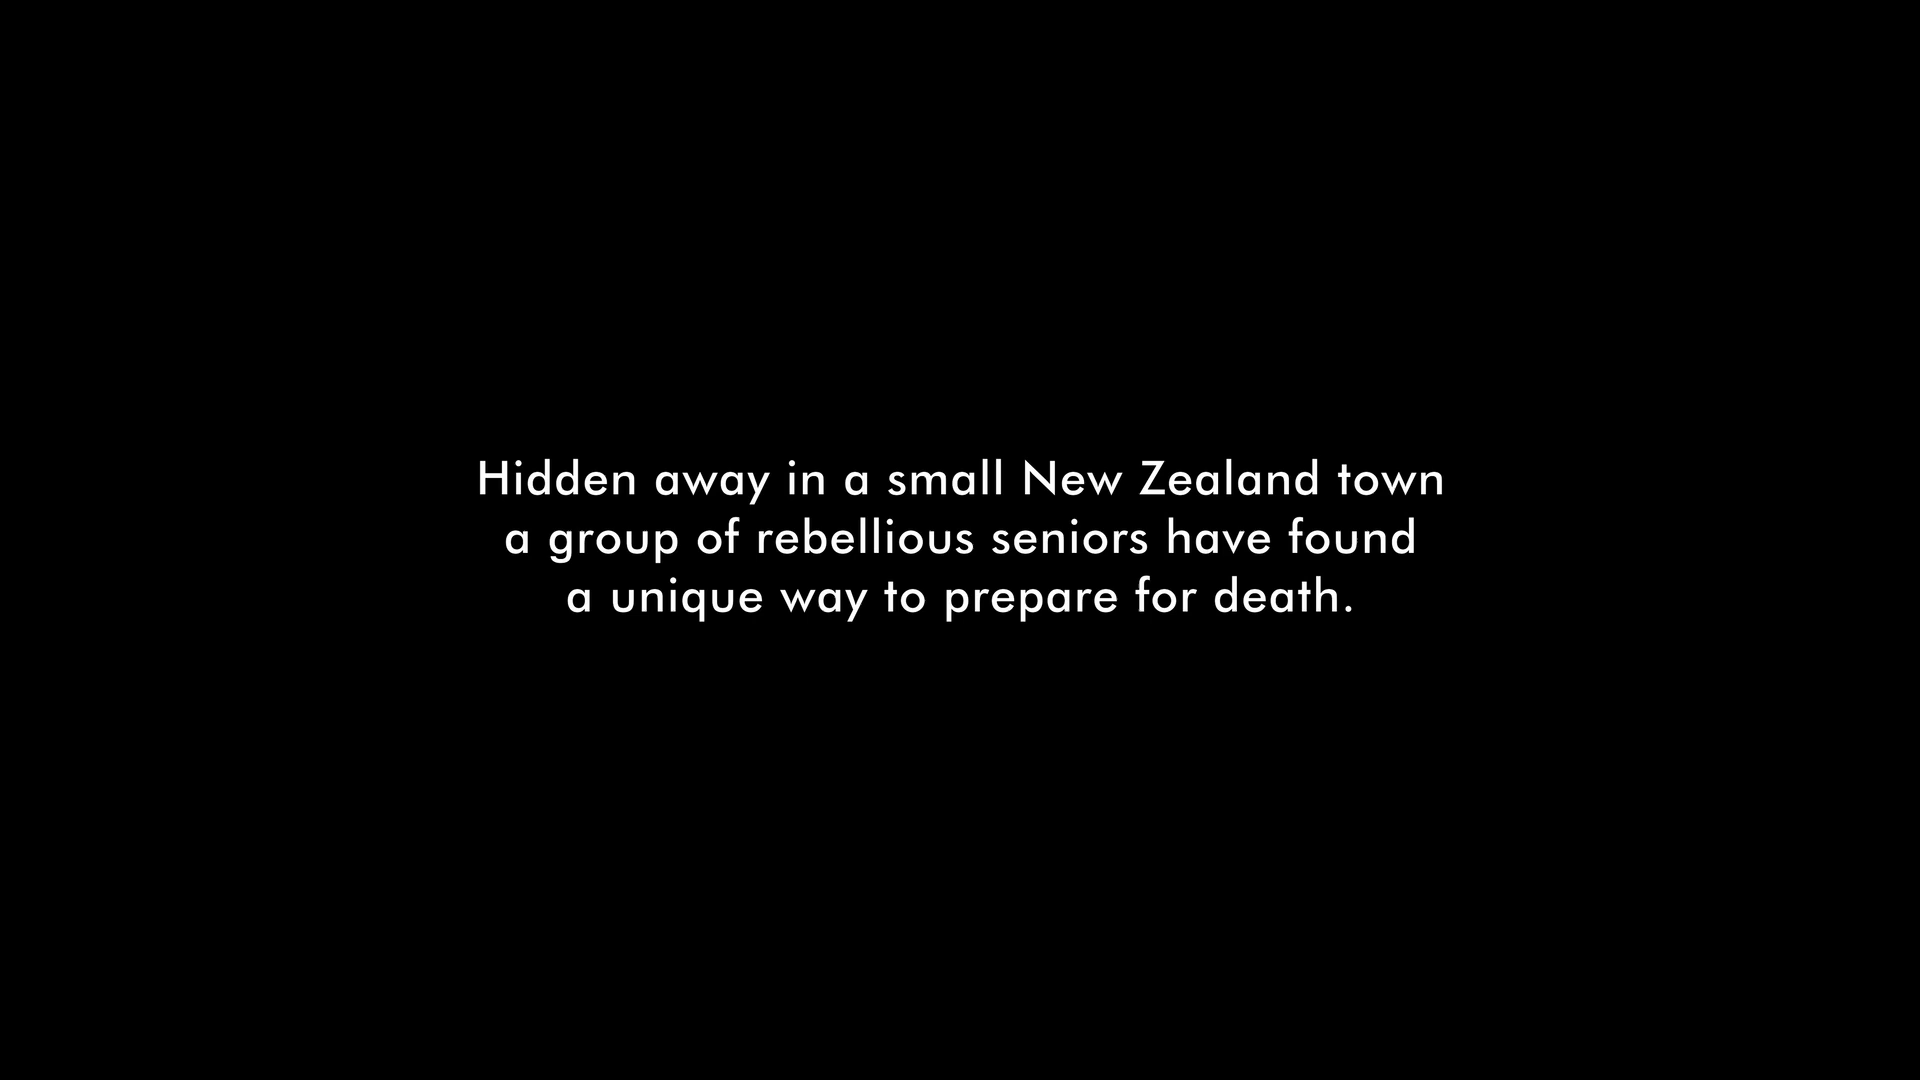 Hidden away in a small New Zealand town
a group of rebellious seniors have found
a unique way to prepare for death.